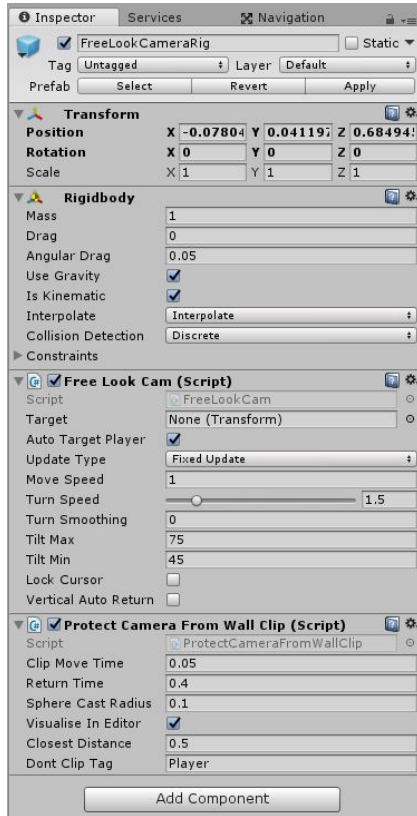 Inspector Services Navigation
FreeLookCameraRig Static
Tag Untagged Layer Default
Prefab Select Revert Apply
Transform
Position X -0.07804 Y 0.041197 Z 0.684945
Rotation X 0 Y 0 Z 0
Scale X 1 Y 1 Z 1
Rigidbody
Mass 1
Drag 0
Angular Drag 0.05
Use Gravity
Is Kinematic
Interpolate Interpolate
Collision Detection Discrete
Constraints
Free Look Cam (Script)
Script FreeLookCam
Target None (Transform)
Auto Target Player
Update Type Fixed Update
Move Speed 1
Turn Speed 1.5
Turn Smoothing 0
Tilt Max 75
Tilt Min 45
Lock Cursor
Vertical Auto Return
Protect Camera From Wall Clip (Script)
Script ProtectCameraFromWallClip
Clip Move Time 0.05
Return Time 0.4
Sphere Cast Radius 0.1
Visualise In Editor
Closest Distance 0.5
Dont Clip Tag Player
Add Component